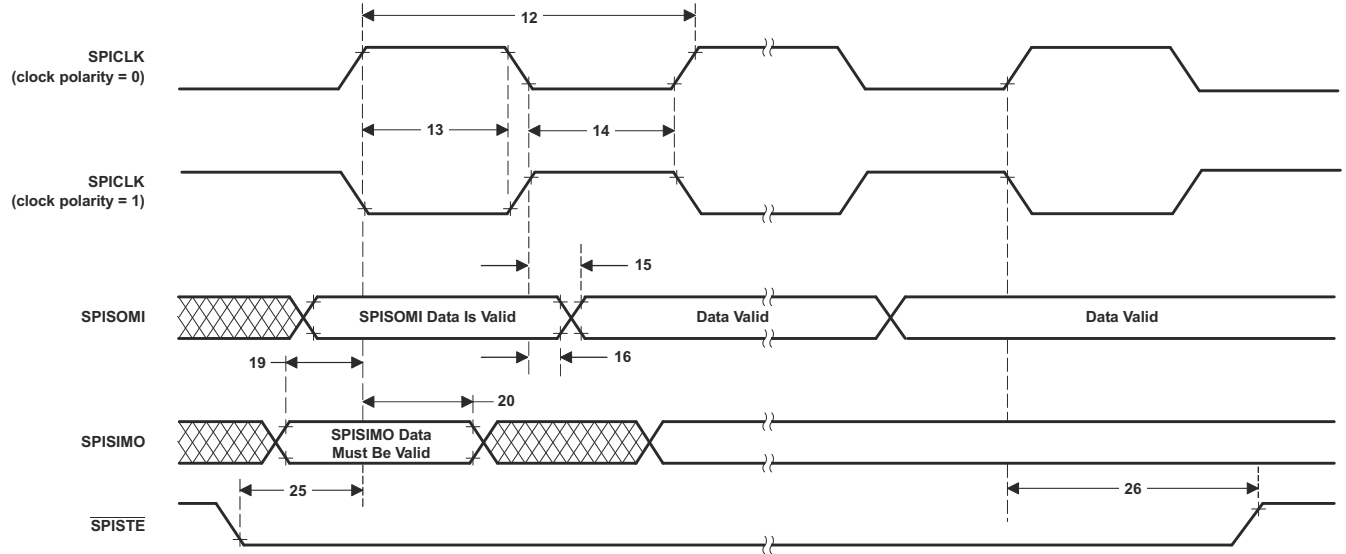 12
SPICLK
(clock polarity = 0)
13
14
SPICLK
(clock polarity = 1)
15
SPISOMI
SPISOMI Data Is Valid
Data Valid
Data Valid
19
16
20
SPISIMO
SPISIMO Data
Must Be Valid
25
26
SPISTE